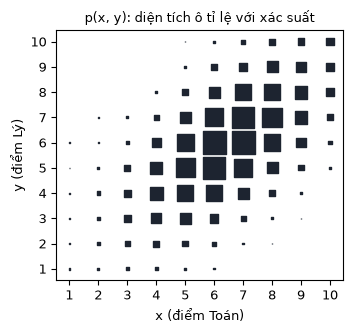 p(x, y): diện tích ô tỉ lệ với xác suất
10
9
8
7
6
5
4
3
2
1
y (điểm Lý)
1 2 3 4 5 6 7 8 9 10
x (điểm Toán)